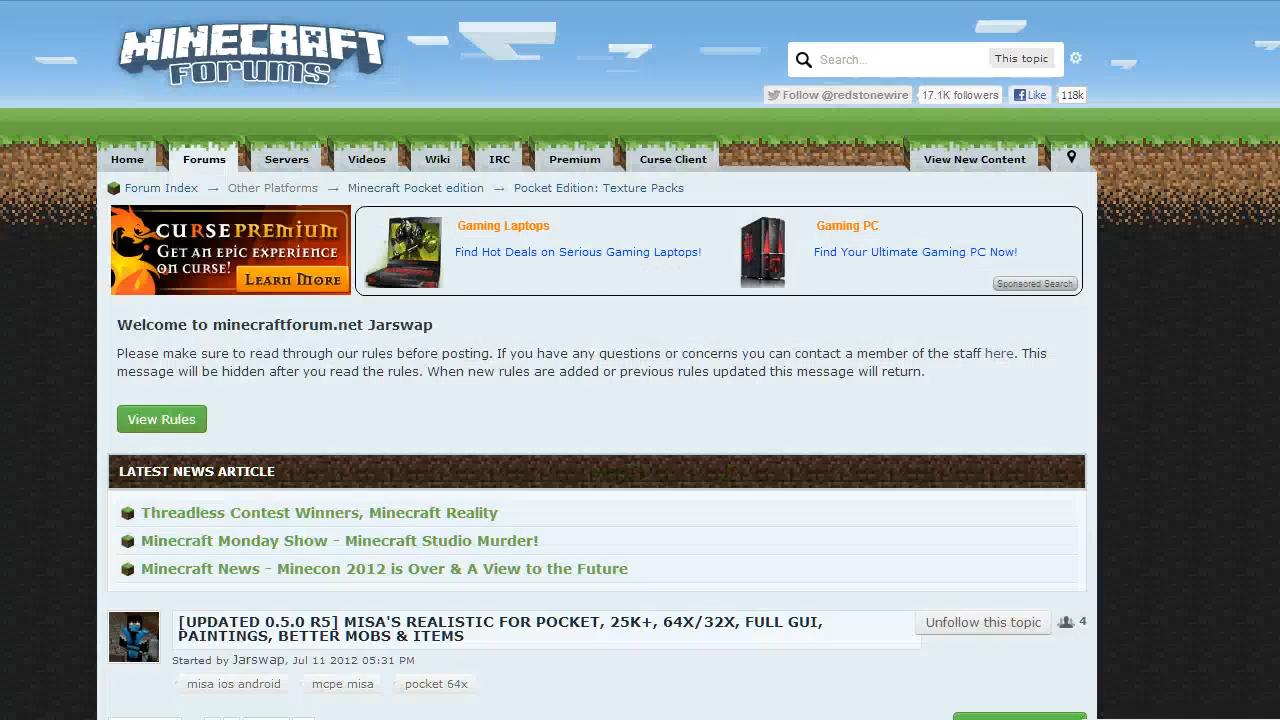 MINECRAFT
FORUMS
Search...
This topic
Follow @redstonewire
17.1K followers
Like
118k
Home
Forums
Servers
Videos
Wiki
IRC
Premium
Curse Client
View New Content
Forum Index → Other Platforms → Minecraft Pocket edition → Pocket Edition: Texture Packs
CURSE PREMIUM
GET AN EPIC EXPERIENCE
ON CURSE!
LEARN MORE
Gaming Laptops
Find Hot Deals on Serious Gaming Laptops!
Gaming PC
Find Your Ultimate Gaming PC Now!
Sponsored Search
Welcome to minecraftforum.net Jarswap
Please make sure to read through our rules before posting. If you have any questions or concerns you can contact a member of the staff here. This
message will be hidden after you read the rules. When new rules are added or previous rules updated this message will return.
View Rules
LATEST NEWS ARTICLE
Threadless Contest Winners, Minecraft Reality
Minecraft Monday Show - Minecraft Studio Murder!
Minecraft News - Minecon 2012 is Over & A View to the Future
[UPDATED 0.5.0 R5] MISA'S REALISTIC FOR POCKET, 25K+, 64X/32X, FULL GUI,
PAINTINGS, BETTER MOBS & ITEMS
Unfollow this topic
4
Started by Jarswap, Jul 11 2012 05:31 PM
misa ios android
mcpe misa
pocket 64x